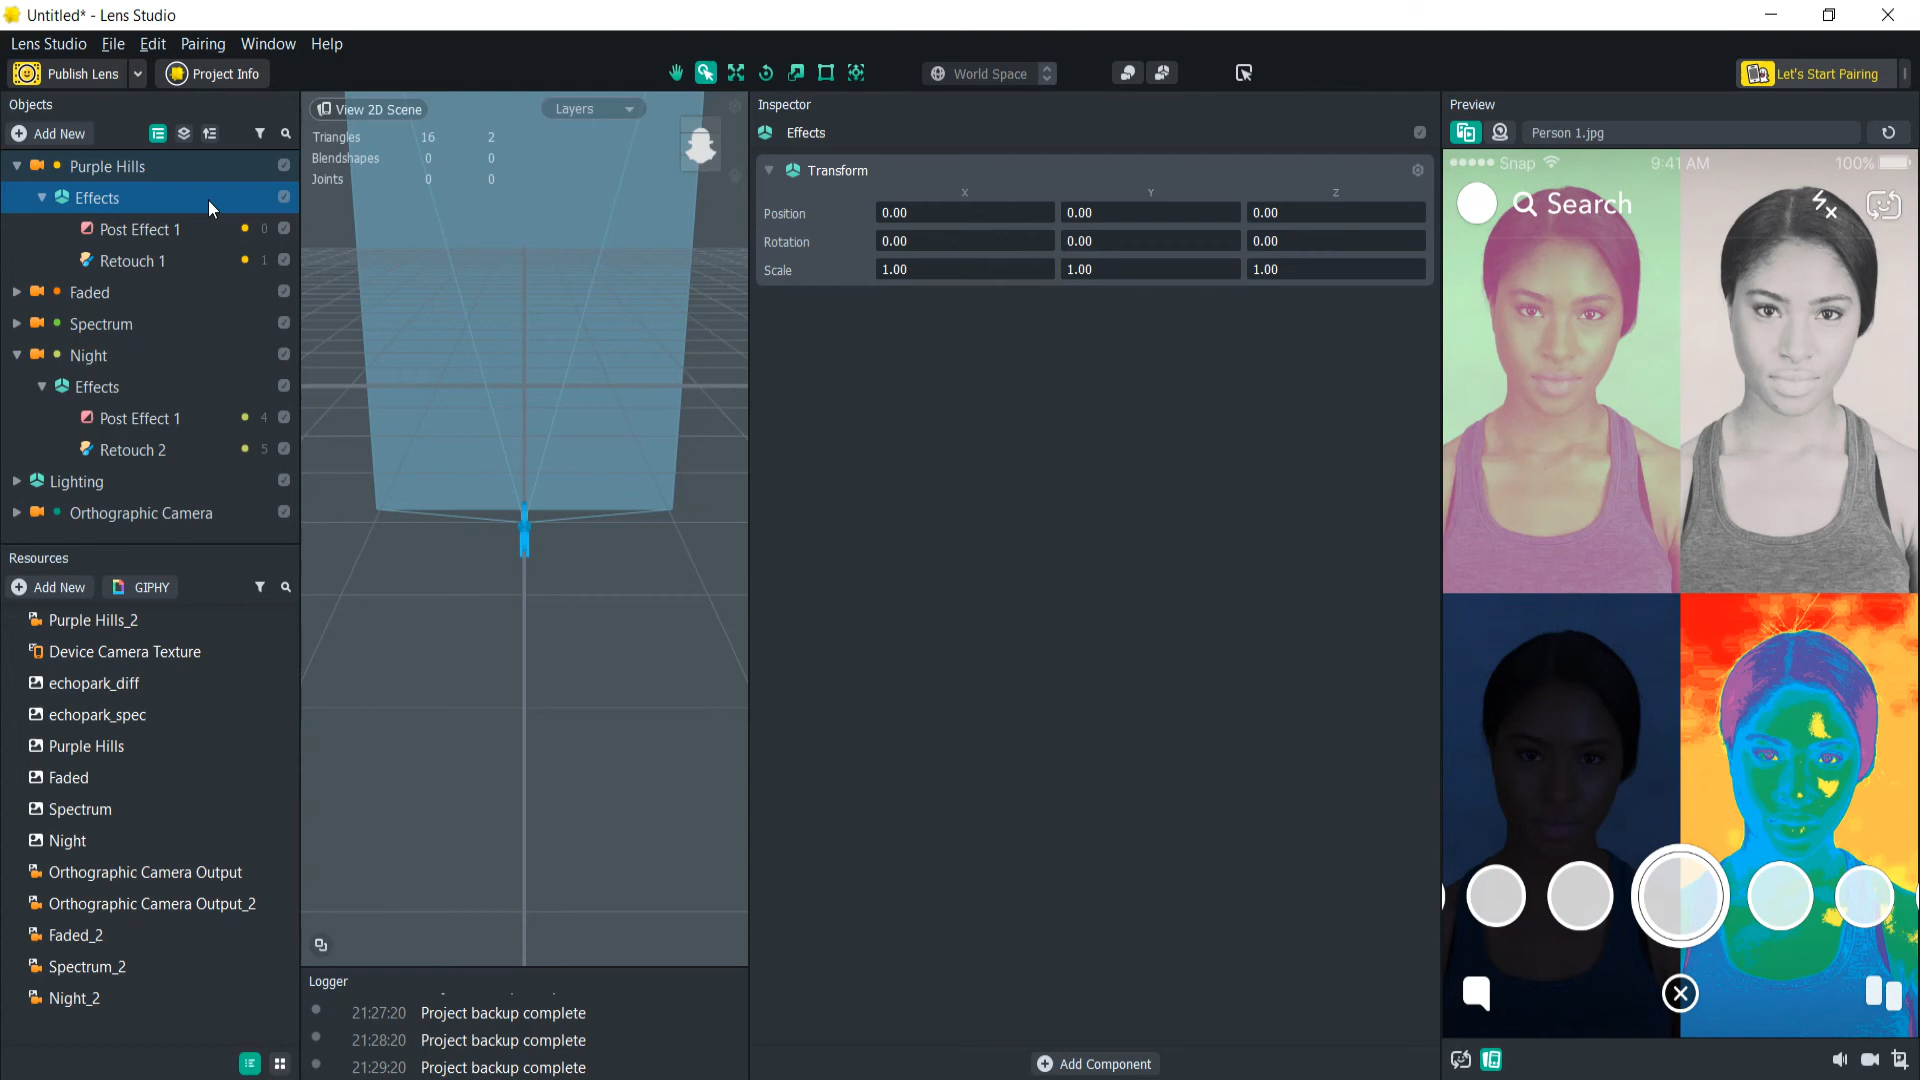 Untitled* - Lens Studio
Lens Studio File Edit Pairing Window Help
Publish Lens Project Info World Space Let's Start Pairing
Objects
Add New
Purple Hills
Effects
Post Effect 1 0
Retouch 1 1
Faded
Spectrum
Night
Effects
Post Effect 1 4
Retouch 2 5
Lighting
Orthographic Camera
Resources
Add New GIPHY
Purple Hills_2
Device Camera Texture
echopark_diff
echopark_spec
Purple Hills
Faded
Spectrum
Night
Orthographic Camera Output
Orthographic Camera Output_2
Faded_2
Spectrum_2
Night_2
View 2D Scene Layers
Triangles 16 2
Blendshapes 0 0
Joints 0 0
Logger
21:27:20 Project backup complete
21:28:20 Project backup complete
21:29:20 Project backup complete
Inspector
Effects
Transform
X Y Z
Position 0.00 0.00 0.00
Rotation 0.00 0.00 0.00
Scale 1.00 1.00 1.00
Add Component
Preview
Person 1.jpg
Snap 9:41 AM 100%
Search